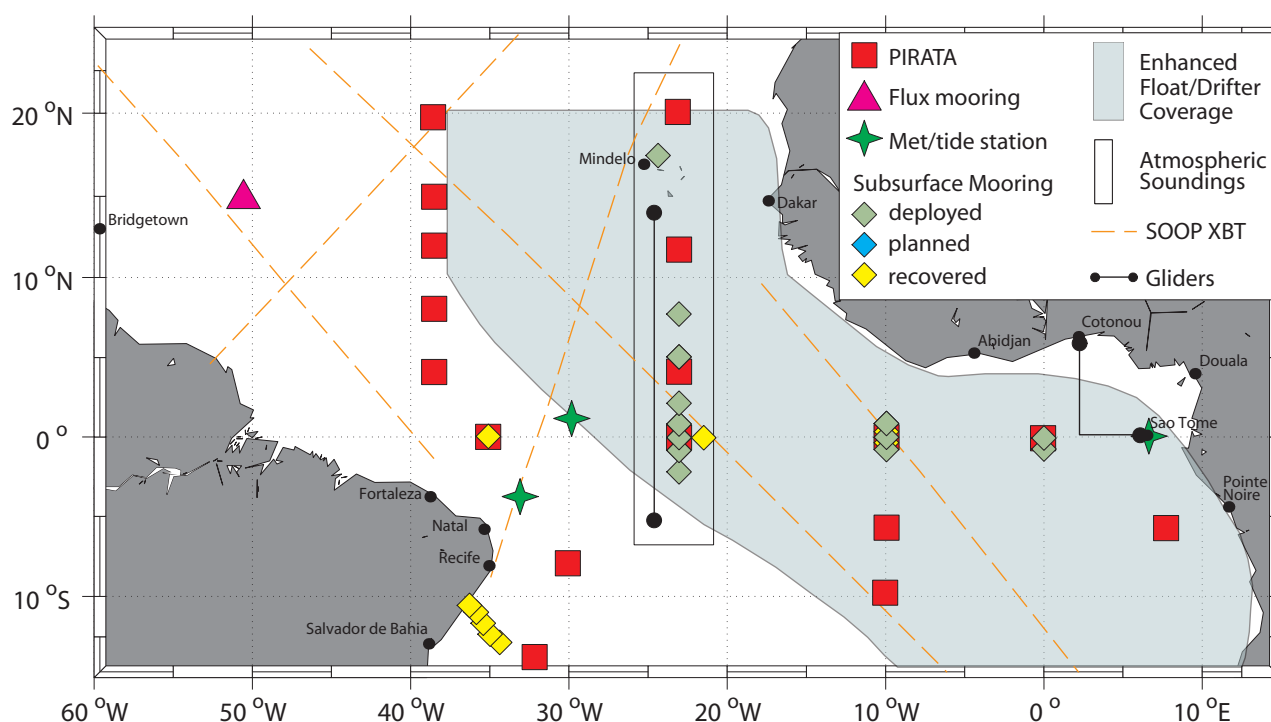 PIRATA
Flux mooring
Met/tide station
Subsurface Mooring
deployed
planned
recovered
Enhanced
Float/Drifter
Coverage
Atmospheric
Soundings
SOOP XBT
Gliders
20 °N
10 °N
0 °
10 °S
Bridgetown
Mindelo
Dakar
Abidjan
Cotonou
Douala
Sao Tome
Pointe
Noire
Fortaleza
Natal
Recife
Salvador de Bahia
60 °W
50 °W
40 °W
30 °W
20 °W
10 °W
0 °
10 °E